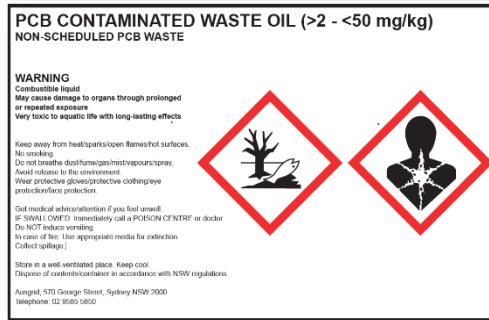 PCB CONTAMINATED WASTE OIL (>2 - <50 mg/kg)
NON-SCHEDULED PCB WASTE
WARNING
Combustible liquid
May cause damage to organs through prolonged
or repeated exposure
Very toxic to aquatic life with long-lasting effects
Keep away from heat/sparks/open flames/hot surfaces.
No smoking.
Do not breathe dust/fume/gas/mist/vapours/spray.
Avoid release to the environment.
Wear protective gloves/protective clothing/eye
protection/face protection.
Get medical advice/attention if you feel unwell.
IF SWALLOWED: Immediately call a POISON CENTRE or doctor
Do NOT induce vomiting.
In case of fire: Use appropriate media for extinction.
Collect spillage.
Store in a well-ventilated place. Keep cool.
Dispose of contents/container in accordance with NSW regulations.
Ausgrid, 570 George Street, Sydney NSW 2000
Telephone: 02 9585 5850